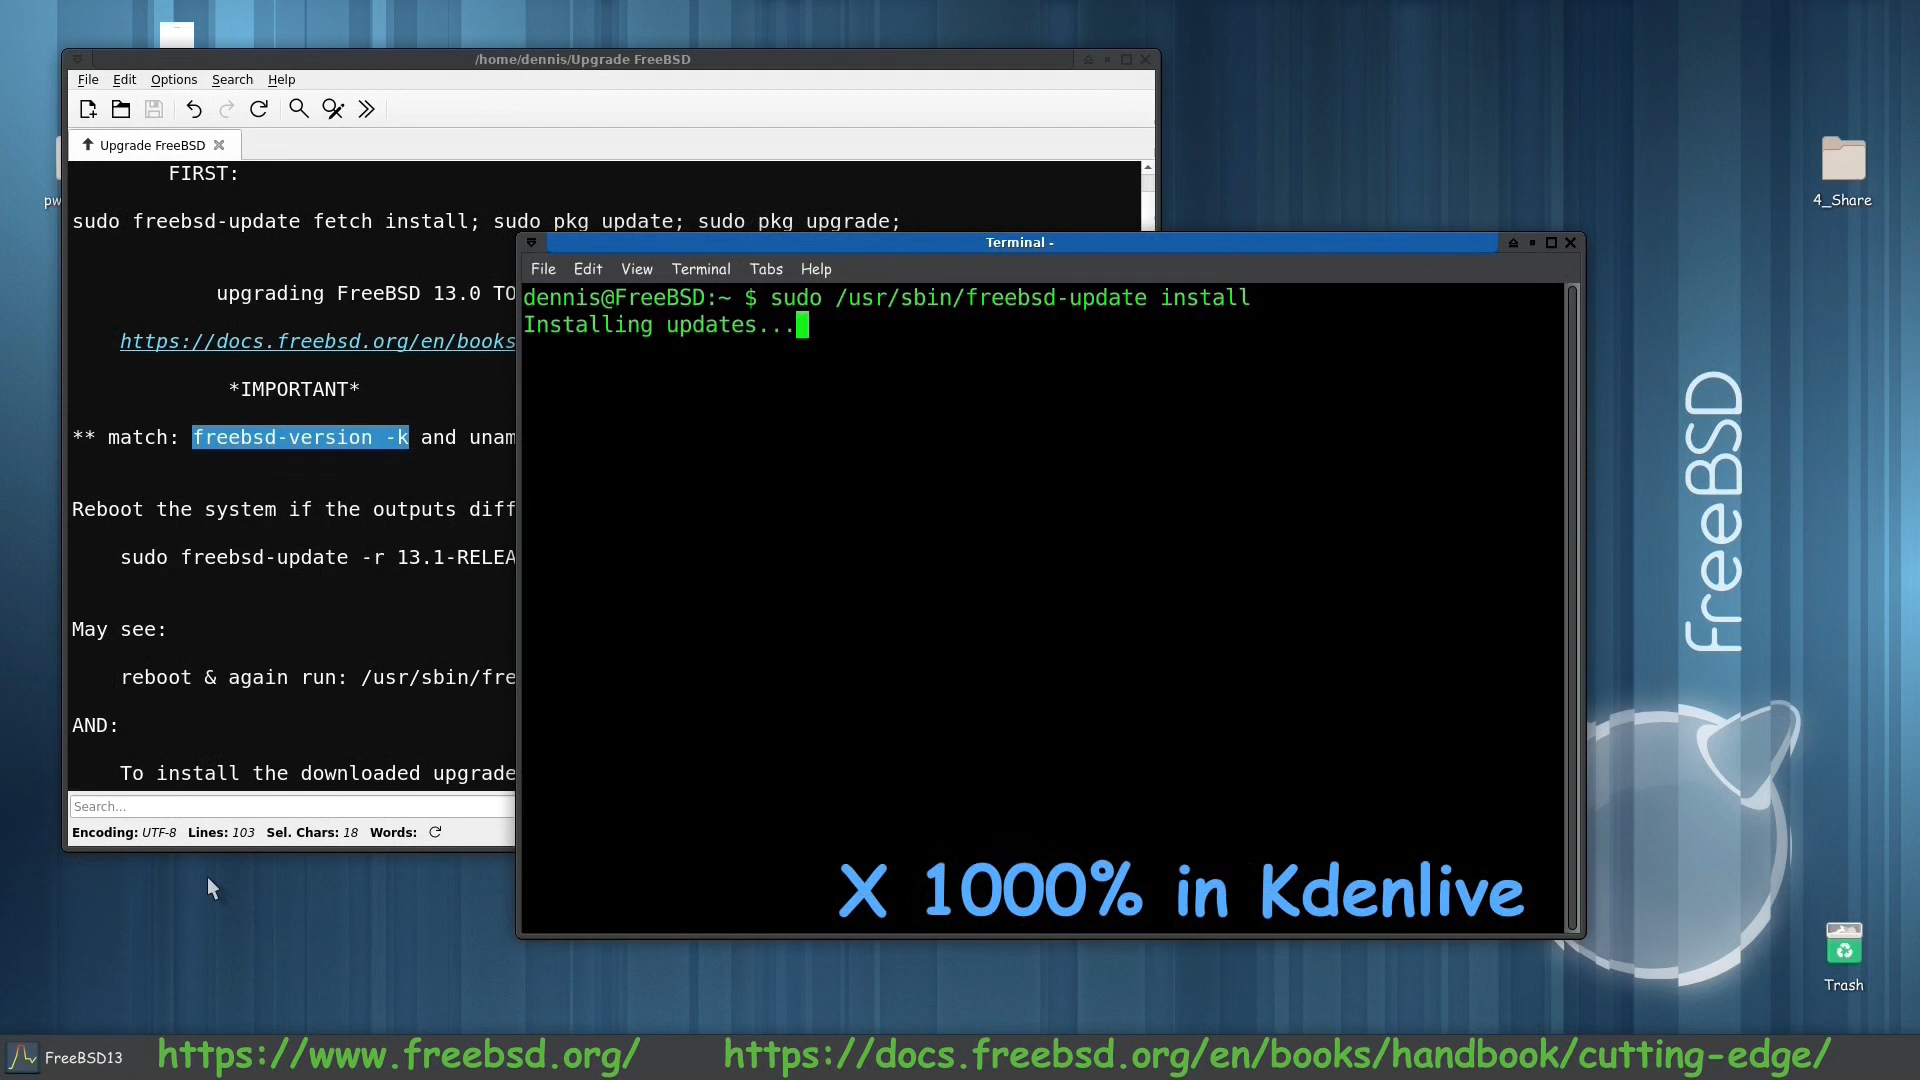 /home/dennis/Upgrade FreeBSD
File Edit Options Search Help
Upgrade FreeBSD
FIRST:
sudo freebsd-update fetch install; sudo pkg update; sudo pkg upgrade;
upgrading FreeBSD 13.0 TO
https://docs.freebsd.org/en/books
*IMPORTANT*
** match: freebsd-version -k and unam
Reboot the system if the outputs diff
sudo freebsd-update -r 13.1-RELEA
May see:
reboot & again run: /usr/sbin/fre
AND:
To install the downloaded upgrade
Search...
Encoding: UTF-8 Lines: 103 Sel. Chars: 18 Words:
Terminal -
File Edit View Terminal Tabs Help
dennis@FreeBSD:~ $ sudo /usr/sbin/freebsd-update install
Installing updates...
X 1000% in Kdenlive
pw
4_Share
FreeBSD
Trash
FreeBSD13
https://www.freebsd.org/
https://docs.freebsd.org/en/books/handbook/cutting-edge/